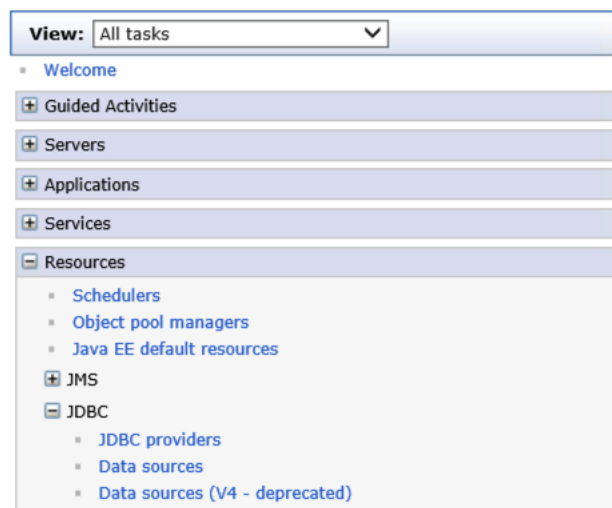 View: All tasks
Welcome
Guided Activities
Servers
Applications
Services
Resources
Schedulers
Object pool managers
Java EE default resources
JMS
JDBC
JDBC providers
Data sources
Data sources (V4 - deprecated)